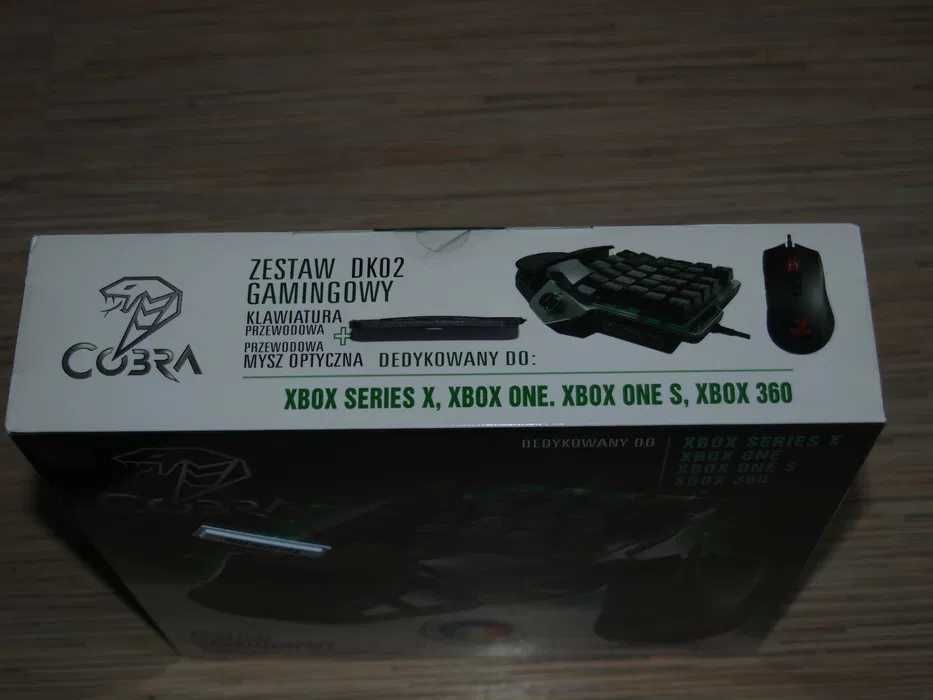 COBRA
ZESTAW DK02
GAMINGOWY
KLAWIATURA
PRZEWODOWA
+
PRZEWODOWA
MYSZ OPTYCZNA DEDYKOWANY DO:
XBOX SERIES X, XBOX ONE. XBOX ONE S, XBOX 360
DEDYKOWANY DO
XBOX SERIES X
XBOX ONE
XBOX ONE S
XBOX 360
COBRA